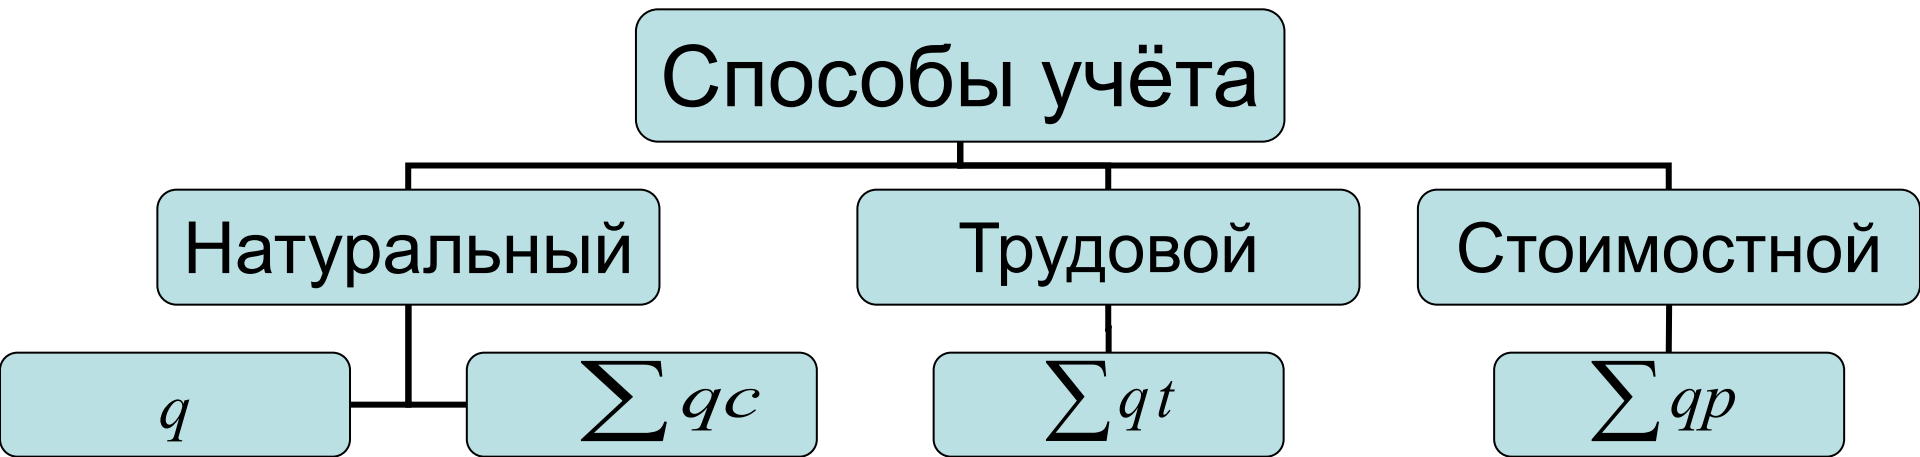 Способы учёта
Натуральный
Трудовой
Стоимостной
q
∑qc
∑qt
∑qp